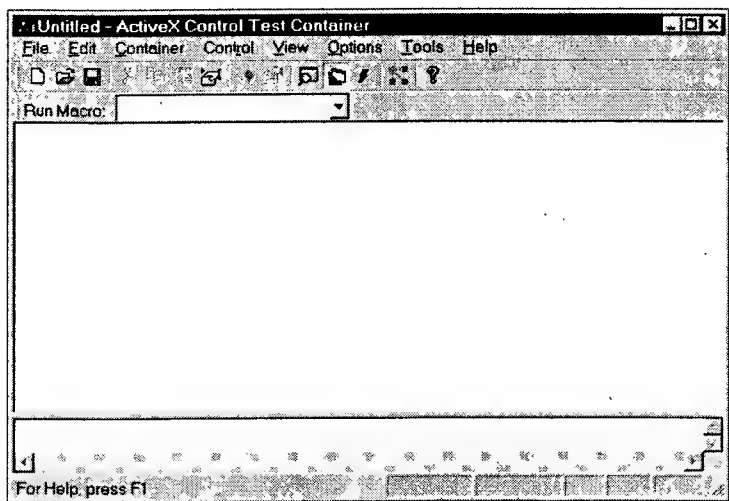 Untitled - ActiveX Control Test Container
File Edit Container Control View Options Tools Help
Run Macro:
For Help, press F1